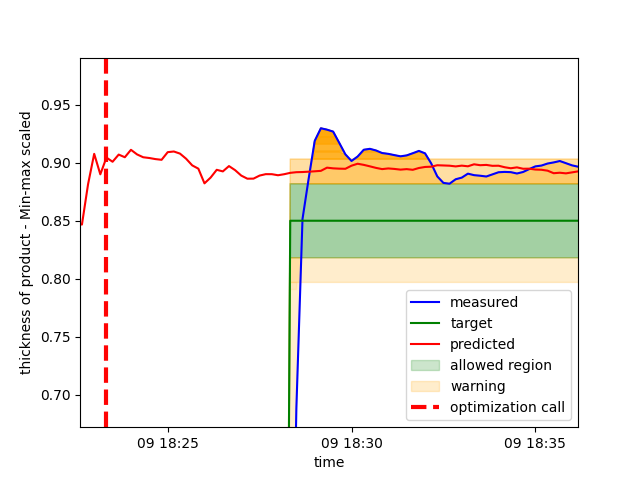 thickness of product - Min-max scaled
0.95
0.90
0.85
0.80
0.75
0.70
measured
target
predicted
allowed region
warning
optimization call
09 18:25
09 18:30
09 18:35
time